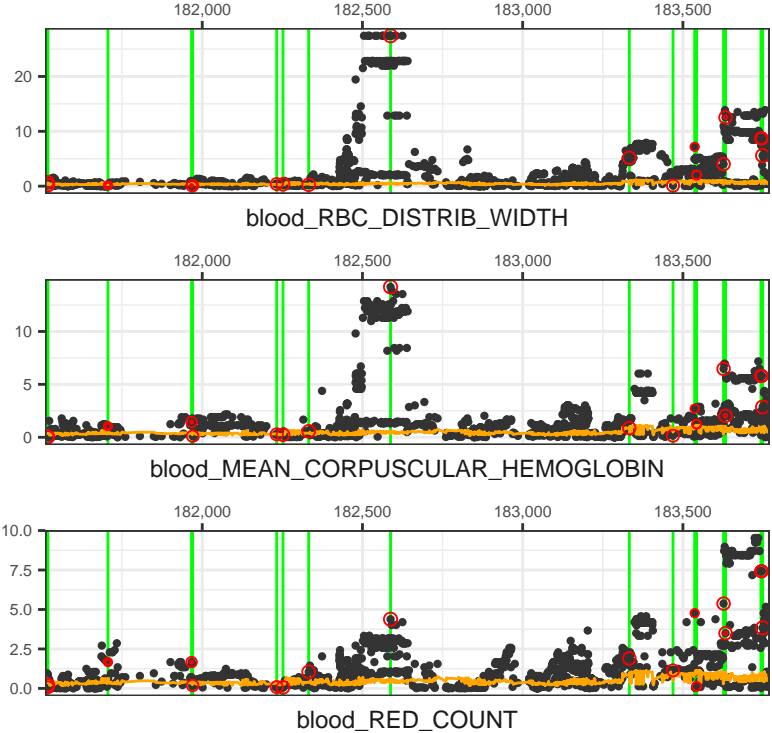 182,000 182,500 183,000 183,500
20
10
0
blood_RBC_DISTRIB_WIDTH
182,000 182,500 183,000 183,500
10
5
0
blood_MEAN_CORPUSCULAR_HEMOGLOBIN
182,000 182,500 183,000 183,500
10.0
7.5
5.0
2.5
0.0
blood_RED_COUNT